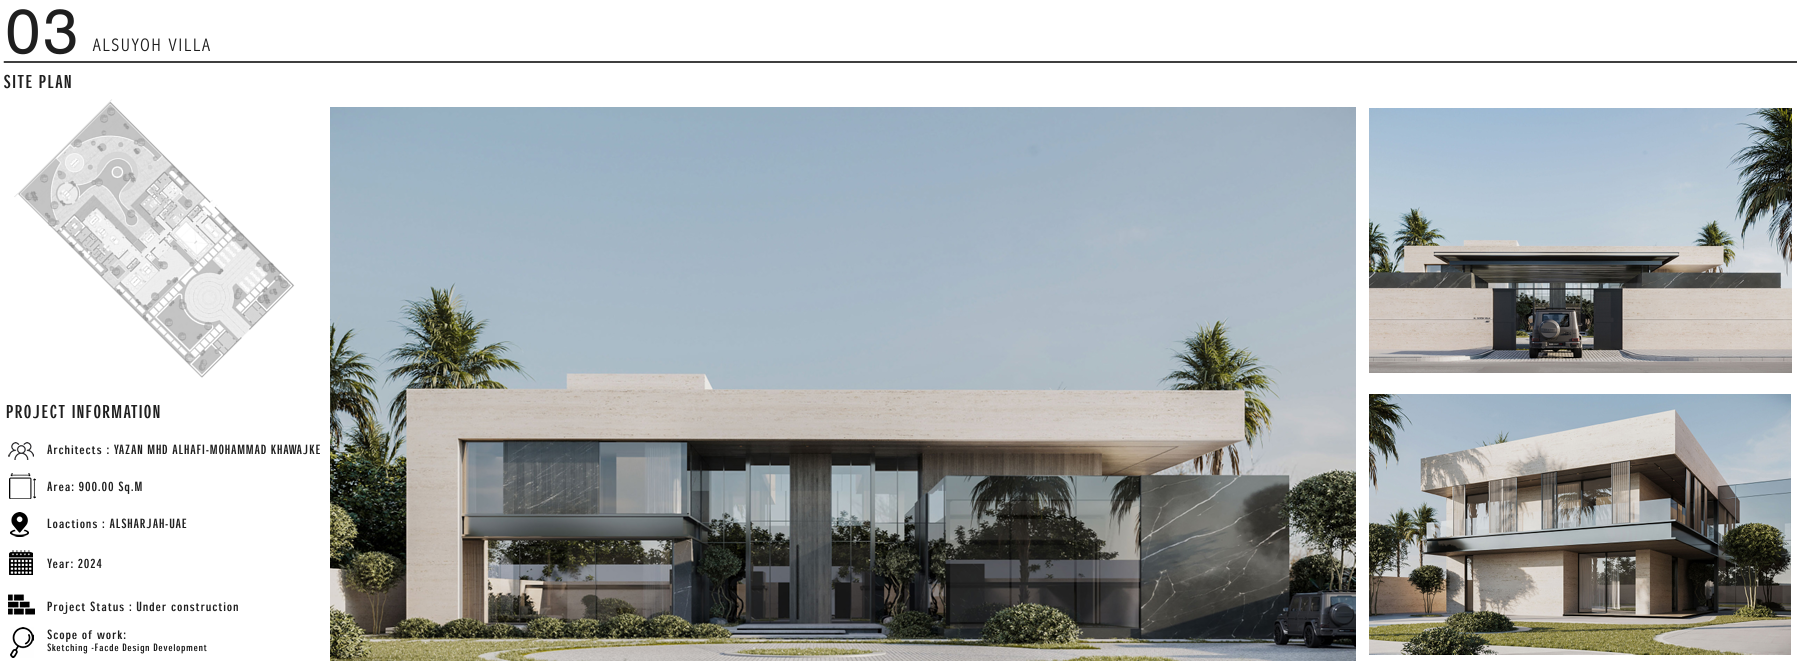 03 ALSUYOH VILLA
SITE PLAN
PROJECT INFORMATION
Architects : YAZAN MHD ALHAFI-MOHAMMAD KHAWAJKE
Area: 900.00 Sq.M
Loactions : ALSHARJAH-UAE
Year: 2024
Project Status : Under construction
Scope of work:
Sketching -Facde Design Development